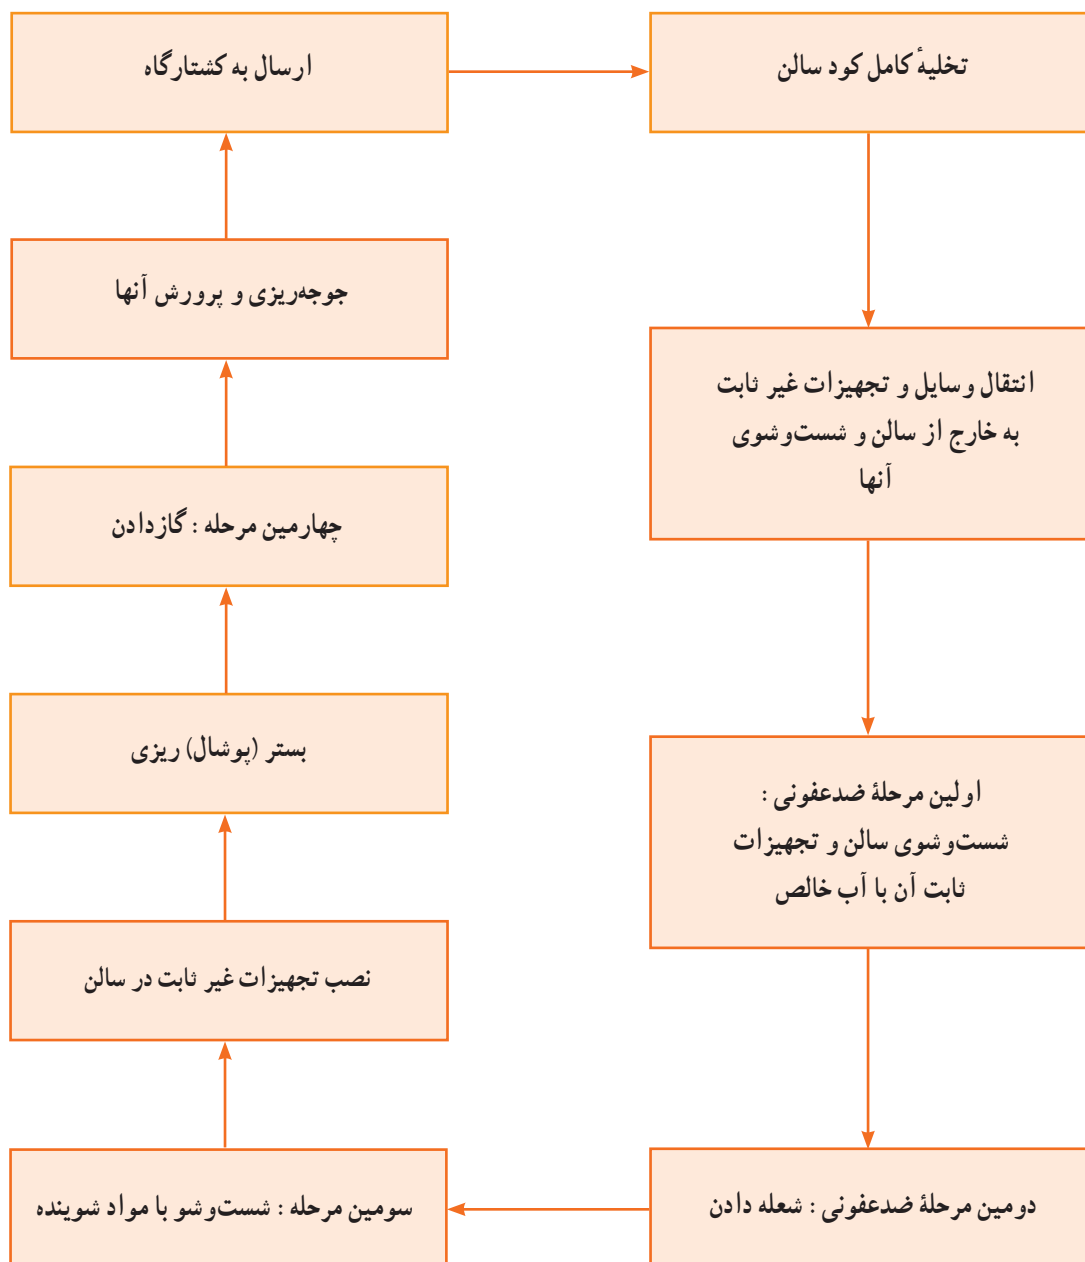 تخلیهٔ کامل کود سالن
ارسال به کشتارگاه
جوجه‌ریزی و پرورش آنها
انتقال وسایل و تجهیزات غیر ثابت
به خارج از سالن و شست‌وشوی
آنها
چهارمین مرحله : گازدادن
بستر (پوشال) ریزی
اولین مرحلهٔ ضدعفونی :
شست‌وشوی سالن و تجهیزات
ثابت آن با آب خالص
نصب تجهیزات غیر ثابت در سالن
دومین مرحلهٔ ضدعفونی : شعله دادن
سومین مرحله : شست‌وشو با مواد شوینده